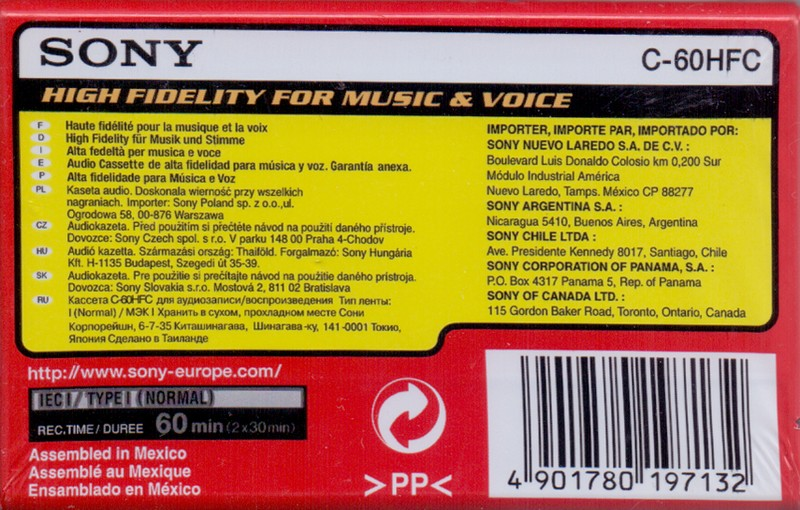 SONY
C-60HFC
HIGH FIDELITY FOR MUSIC & VOICE
F Haute fidélité pour la musique et la voix
D High Fidelity für Musik und Stimme
I Alta fedeltà per musica e voce
E Audio Cassette de alta fidelidad para música y voz. Garantía anexa.
P Alta fidelidade para Música e Voz
PL Kaseta audio. Doskonala wierność przy wszelkich
nagraniach. Importer: Sony Poland sp. z o.o.,ul.
Ogrodowa 58, 00-876 Warszawa
CZ Audiokazeta. Před použitím si přečtěte návod na použití daného přístroje.
Dovozce: Sony Czech spol. s r.o. V parku 148 00 Praha 4-Chodov
HU Audió kazetta. Származási ország: Thaiföld. Forgalmazó: Sony Hungária
Kft. H-1135 Budapest, Szegedi út 35-39.
SK Audiokazeta. Pre použitie si prečítajte návod na použitie daného prístroja.
Dovozca: Sony Slovakia s.r.o. Mostová 2, 811 02 Bratislava
RU Кассета C-60HFC для аудиозаписи/воспроизведения Тип ленты:
I (Normal) / МЭК I Хранить в сухом, прохладном месте Сони
Корпорейшн, 6-7-35 Киташинагава, Шинагава-ку, 141-0001 Токио,
Япония Сделано в Таиланде
IMPORTER, IMPORTE PAR, IMPORTADO POR:
SONY NUEVO LAREDO S.A. DE C.V. :
Boulevard Luis Donaldo Colosio km 0,200 Sur
Módulo Industrial América
Nuevo Laredo, Tamps. México CP 88277
SONY ARGENTINA S.A. :
Nicaragua 5410, Buenos Aires, Argentina
SONY CHILE LTDA :
Ave. Presidente Kennedy 8017, Santiago, Chile
SONY CORPORATION OF PANAMA, S.A. :
P.O. Box 4317 Panama 5, Rep. of Panama
SONY OF CANADA LTD. :
115 Gordon Baker Road, Toronto, Ontario, Canada
http://www.sony-europe.com/
IEC I / TYPE I (NORMAL)
REC.TIME/ DUREE 60 min (2x30min)
Assembled in Mexico
Assemblé au Mexique
Ensamblado en México
>PP<
4 901780 197132